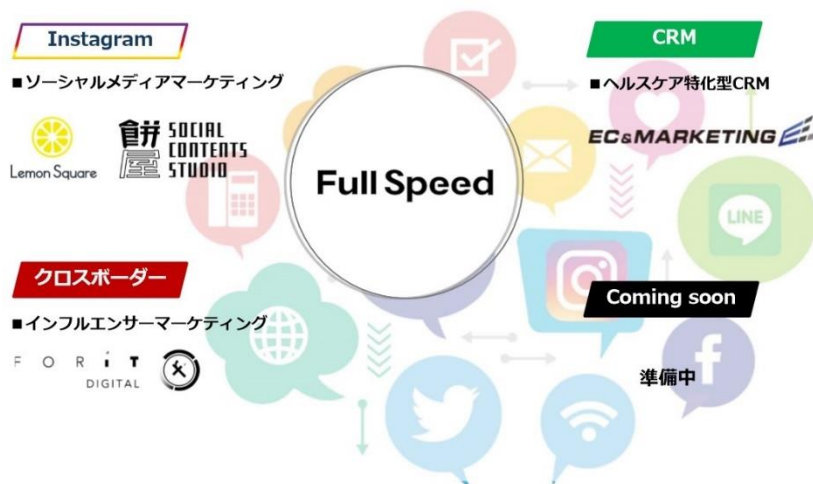 Instagram
■ソーシャルメディアマーケティング
Lemon Square
餅屋
SOCIAL
CONTENTS
STUDIO
Full Speed
CRM
■ヘルスケア特化型CRM
EC&MARKETING
LINE
クロスボーダー
■インフルエンサーマーケティング
FORiT
DIGITAL
Coming soon
準備中